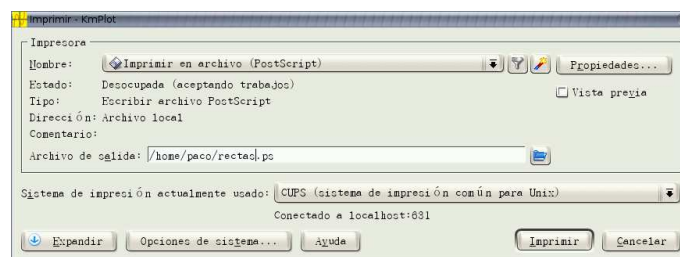 Imprimir - KmPlot
Impresora
Nombre: Imprimir en archivo (PostScript) Propiedades...
Estado: Desocupada (aceptando trabajos) Vista previa
Tipo: Escribir archivo PostScript
Dirección: Archivo local
Comentario:
Archivo de salida: /home/paco/rectas.ps
Sistema de impresión actualmente usado: CUPS (sistema de impresión común para Unix)
Conectado a localhost:631
Expandir Opciones de sistema... Ayuda Imprimir Cancelar